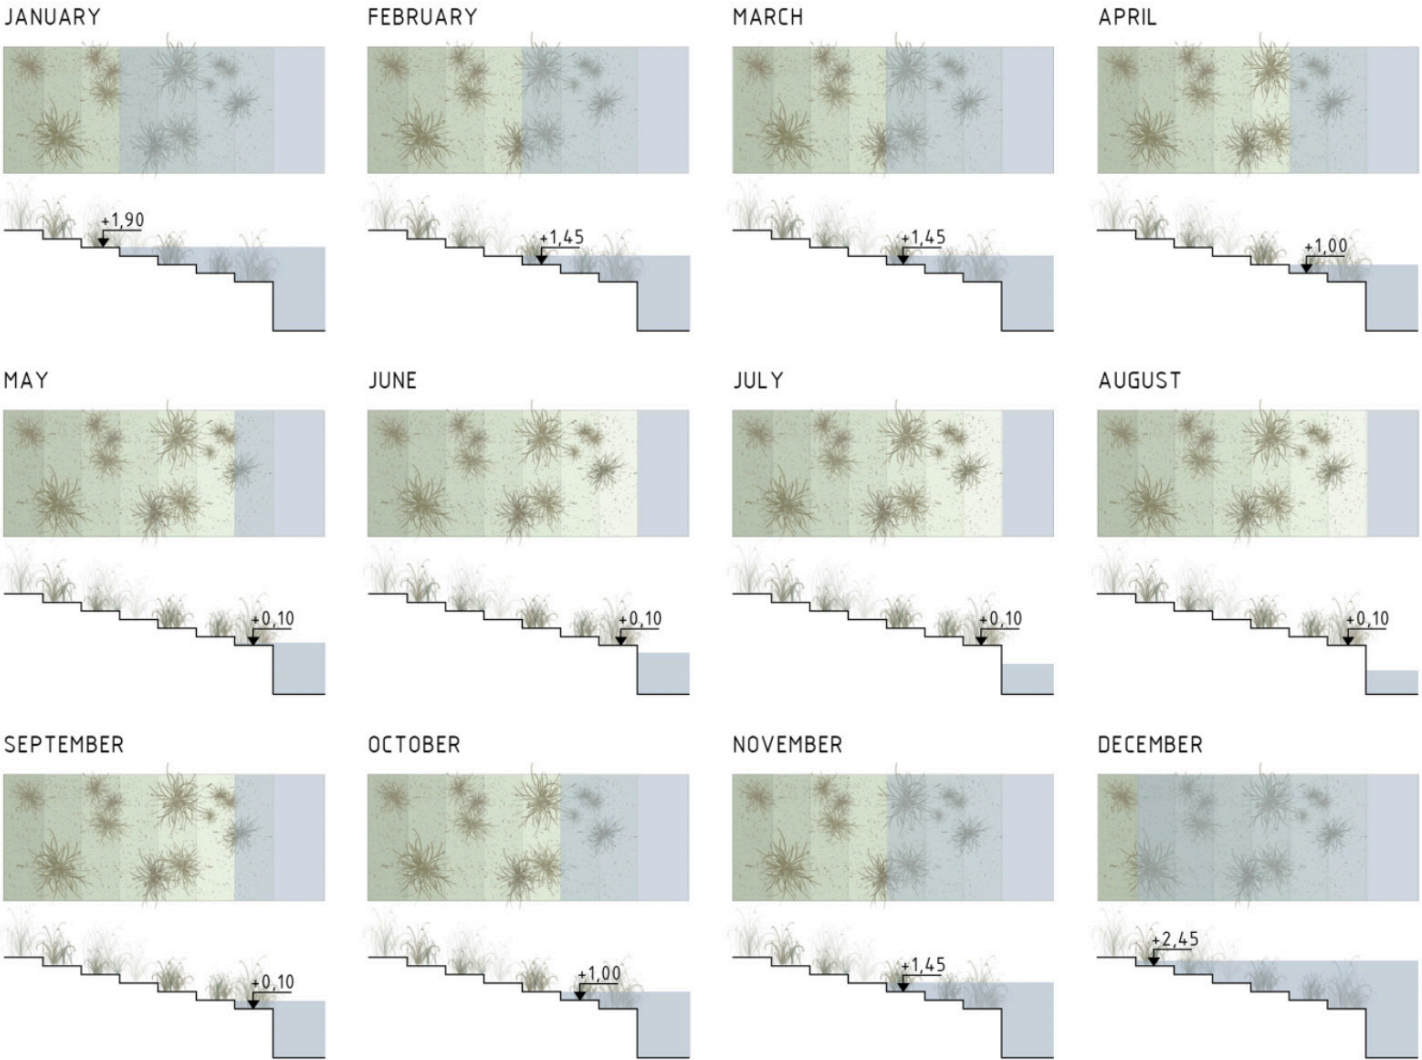 JANUARY
FEBRUARY
MARCH
APRIL
+1,90
+1,45
+1,45
+1,00
MAY
JUNE
JULY
AUGUST
+0,10
+0,10
+0,10
+0,10
SEPTEMBER
OCTOBER
NOVEMBER
DECEMBER
+0,10
+1,00
+1,45
+2,45